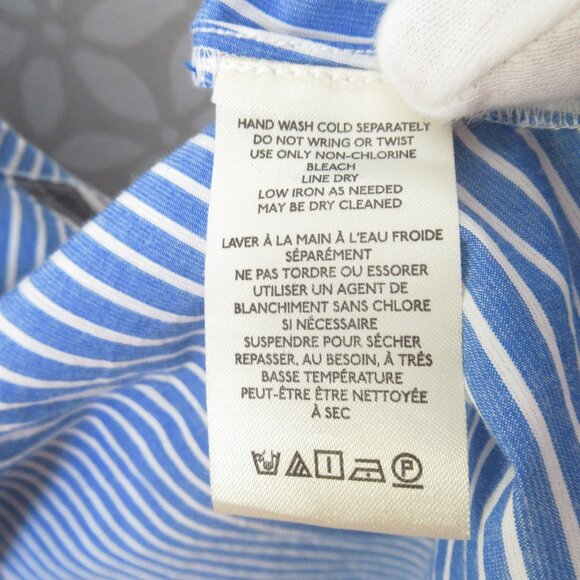 HAND WASH COLD SEPARATELY
DO NOT WRING OR TWIST
USE ONLY NON-CHLORINE
BLEACH
LINE DRY
LOW IRON AS NEEDED
MAY BE DRY CLEANED
LAVER À LA MAIN À L'EAU FROIDE
SÉPARÉMENT
NE PAS TORDRE OU ESSORER
UTILISER UN AGENT DE
BLANCHIMENT SANS CHLORE
SI NÉCESSAIRE
SUSPENDRE POUR SÉCHER
REPASSER, AU BESOIN, À TRÉS
BASSE TEMPÉRATURE
PEUT-ÊTRE ÊTRE NETTOYÉE
À SEC
P